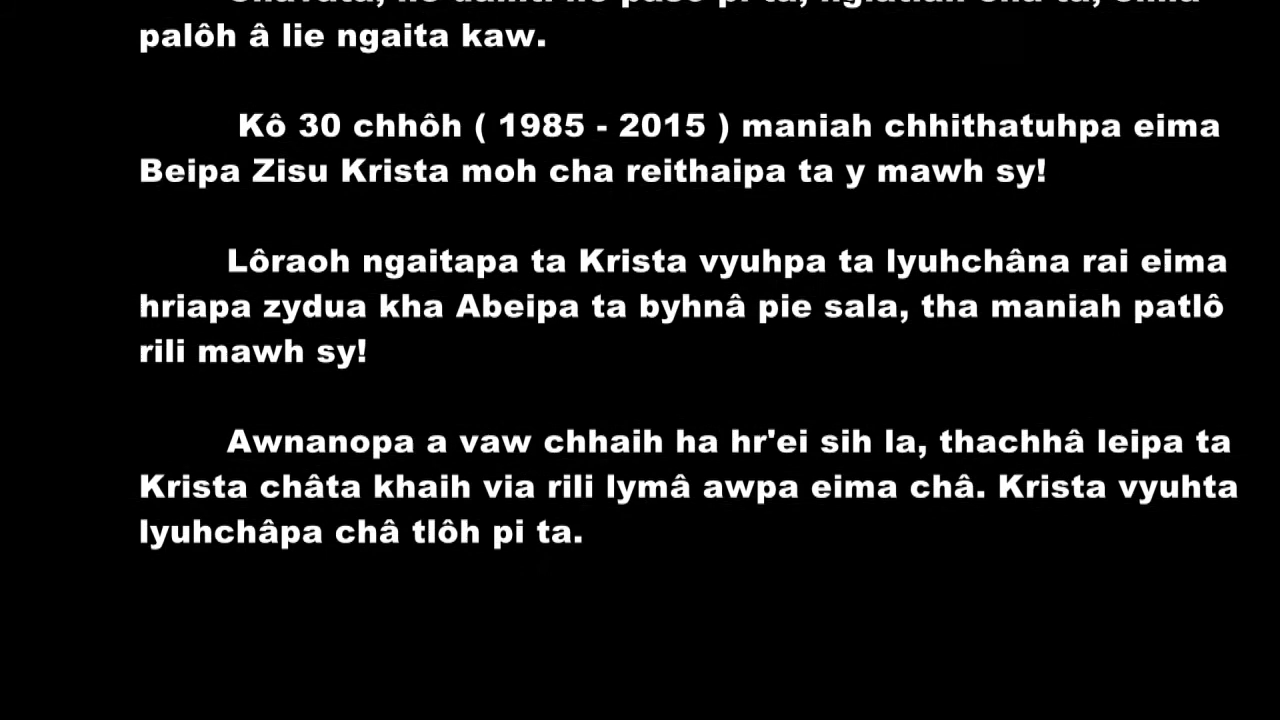 palôh â lie ngaita kaw.
Kô 30 chhôh ( 1985 - 2015 ) maniah chhithatuhpa eima
Beipa Zisu Krista moh cha reithaipa ta y mawh sy!
Lôraoh ngaitapa ta Krista vyuhpa ta lyuhchâna rai eima
hriapa zydua kha Abeipa ta byhnâ pie sala, tha maniah patlô
rili mawh sy!
Awnanopa a vaw chhaih ha hr'ei sih la, thachhâ leipa ta
Krista châta khaih via rili lymâ awpa eima châ. Krista vyuhta
lyuhchâpa châ tlôh pi ta.